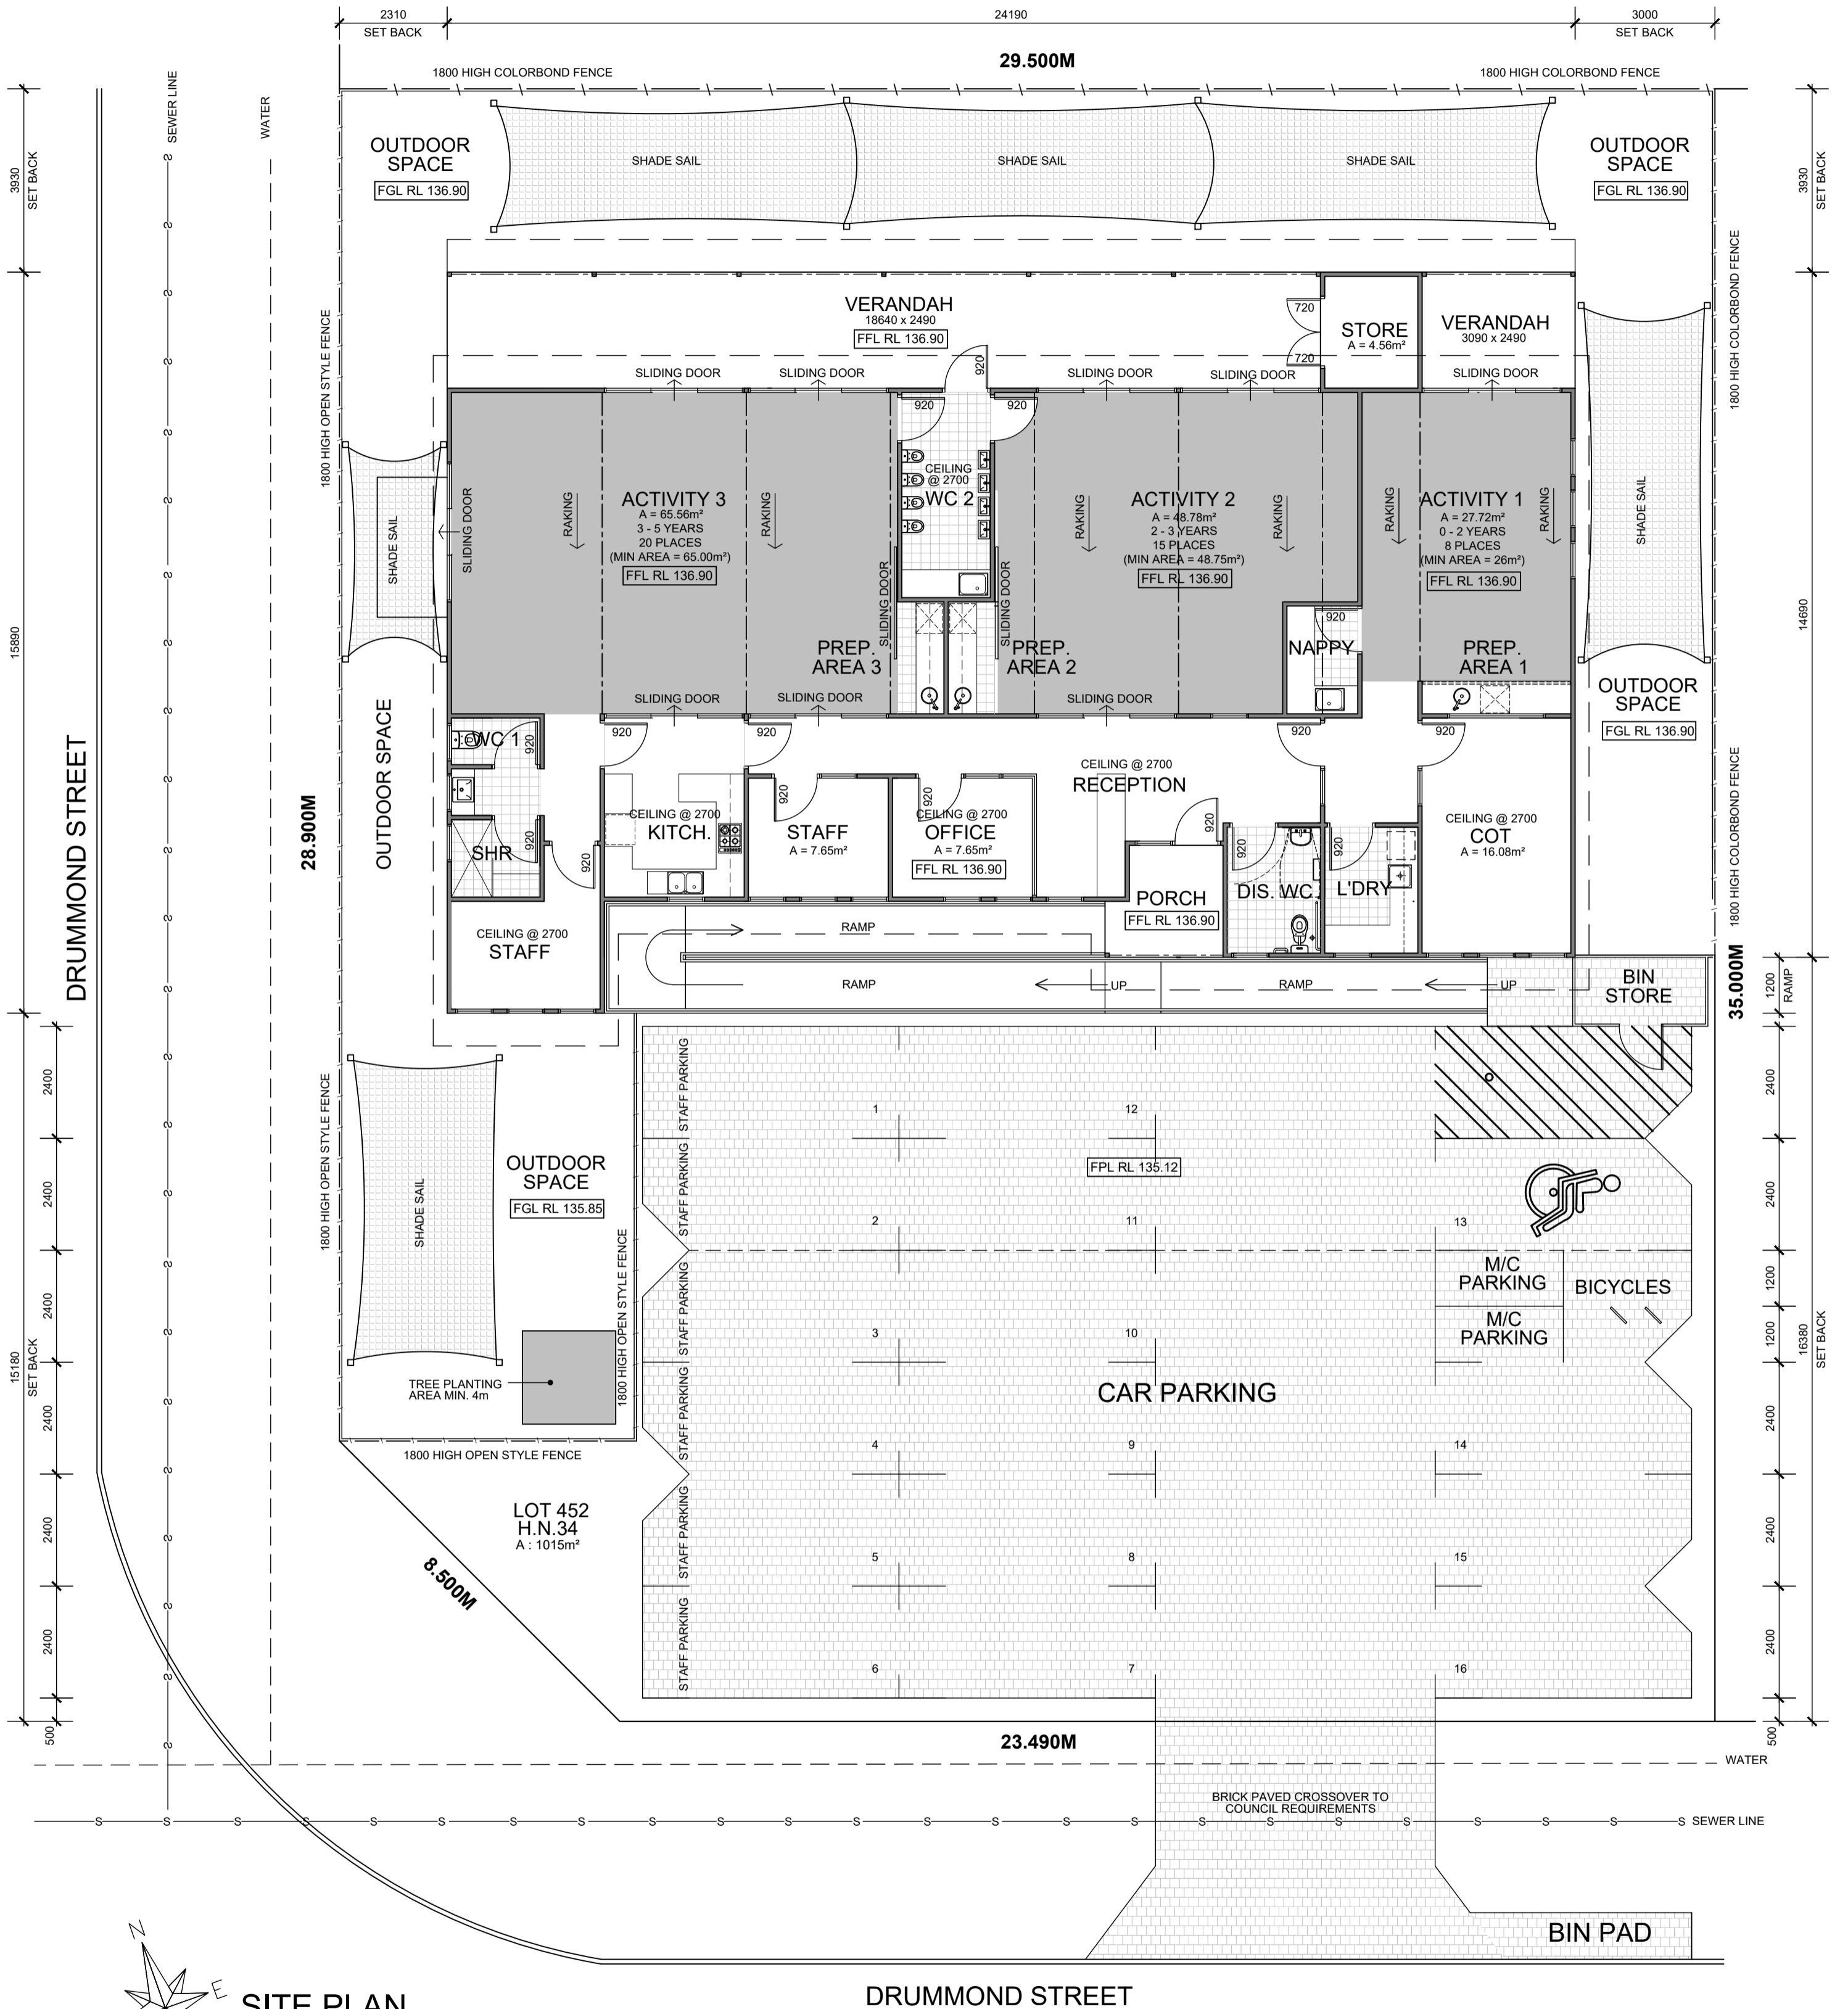 2310
SET BACK
24190
3000
SET BACK
29.500M
1800 HIGH COLORBOND FENCE
1800 HIGH COLORBOND FENCE
SEWER LINE
WATER
3930
SET BACK
3930
SET BACK
OUTDOOR
SPACE
FGL RL 136.90
SHADE SAIL
SHADE SAIL
SHADE SAIL
OUTDOOR
SPACE
FGL RL 136.90
1800 HIGH OPEN STYLE FENCE
1800 HIGH COLORBOND FENCE
VERANDAH
18640 x 2490
FFL RL 136.90
720
720
STORE
A = 4.56m²
VERANDAH
3090 x 2490
SLIDING DOOR
SLIDING DOOR
920
SLIDING DOOR
SLIDING DOOR
SLIDING DOOR
920
920
SHADE SAIL
SLIDING DOOR
RAKING
ACTIVITY 3
A = 65.56m²
3 - 5 YEARS
20 PLACES
(MIN AREA = 65.00m²)
FFL RL 136.90
RAKING
CEILING
@ 2700
WC 2
RAKING
ACTIVITY 2
A = 48.78m²
2 - 3 YEARS
15 PLACES
(MIN AREA = 48.75m²)
FFL RL 136.90
RAKING
RAKING
ACTIVITY 1
A = 27.72m²
0 - 2 YEARS
8 PLACES
(MIN AREA = 26m²)
FFL RL 136.90
RAKING
SHADE SAIL
15890
14690
SLIDING DOOR
SLIDING DOOR
PREP.
AREA 3
PREP.
AREA 2
920
NAPPY
PREP.
AREA 1
SLIDING DOOR
SLIDING DOOR
SLIDING DOOR
OUTDOOR
SPACE
FGL RL 136.90
DRUMMOND STREET
28.900M
OUTDOOR SPACE
WC 1
920
920
920
920
920
CEILING @ 2700
RECEPTION
1800 HIGH COLORBOND FENCE
CEILING @ 2700
KITCH.
920
STAFF
A = 7.65m²
920
CEILING @ 2700
OFFICE
A = 7.65m²
FFL RL 136.90
920
920
920
CEILING @ 2700
COT
A = 16.08m²
SHR
920
920
PORCH
FFL RL 136.90
DIS. WC.
L'DRY
CEILING @ 2700
STAFF
RAMP
RAMP
UP
RAMP
UP
BIN
STORE
35.000M
1200
RAMP
STAFF PARKING
STAFF PARKING
STAFF PARKING
STAFF PARKING
STAFF PARKING
STAFF PARKING
1
12
FPL RL 135.12
2
11
13
M/C
PARKING
M/C
PARKING
BICYCLES
3
10
CAR PARKING
4
9
14
5
8
15
6
7
16
1800 HIGH OPEN STYLE FENCE
SHADE SAIL
OUTDOOR
SPACE
FGL RL 135.85
1800 HIGH OPEN STYLE FENCE
TREE PLANTING
AREA MIN. 4m
1800 HIGH OPEN STYLE FENCE
LOT 452
H.N.34
A : 1015m²
8.500M
15180
SET BACK
2400
2400
2400
2400
2400
2400
500
2400
2400
1200
1200
2400
2400
2400
500
16380
SET BACK
23.490M
WATER
BRICK PAVED CROSSOVER TO
COUNCIL REQUIREMENTS
S S S S S S S S S S S S S S S S S S S S S S S S SEWER LINE
BIN PAD
N
E
SITE PLAN
DRUMMOND STREET